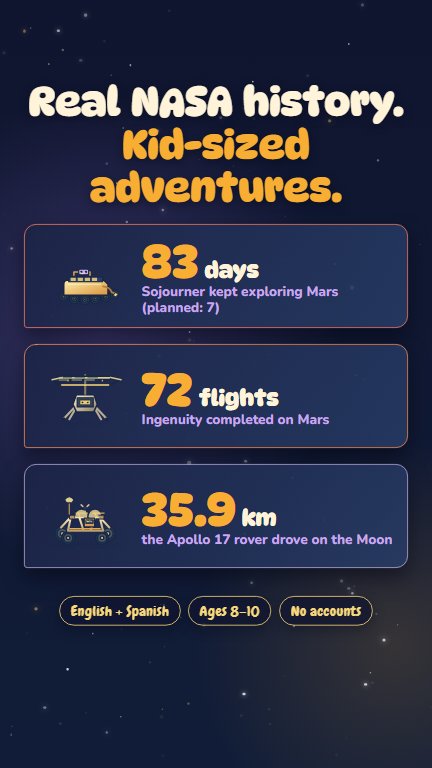 Real NASA history.
Kid-sized
adventures.
83 days
Sojourner kept exploring Mars
(planned: 7)
72 flights
Ingenuity completed on Mars
35.9 km
the Apollo 17 rover drove on the Moon
English + Spanish
Ages 8–10
No accounts